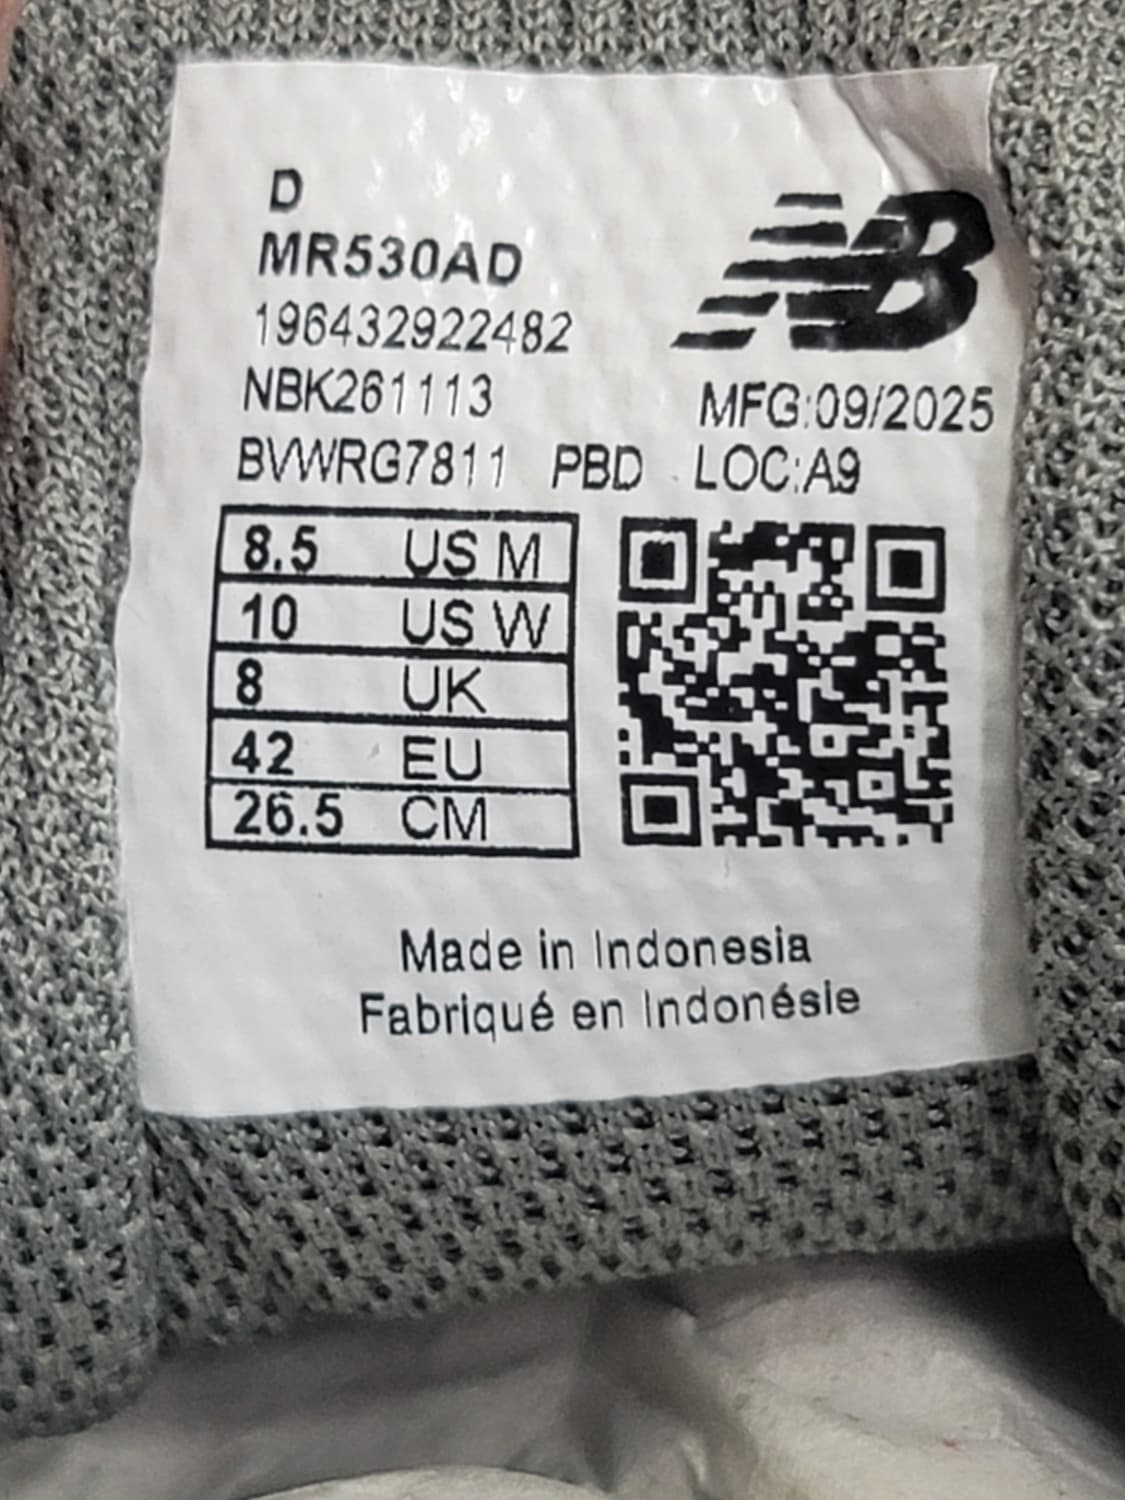 D
MR530AD
NB
196432922482
NBK261113
MFG:09/2025
BVWRG7811 PBD LOC:A9
8.5 US M
10 US W
8 UK
42 EU
26.5 CM
Made in Indonesia
Fabriqué en Indonésie